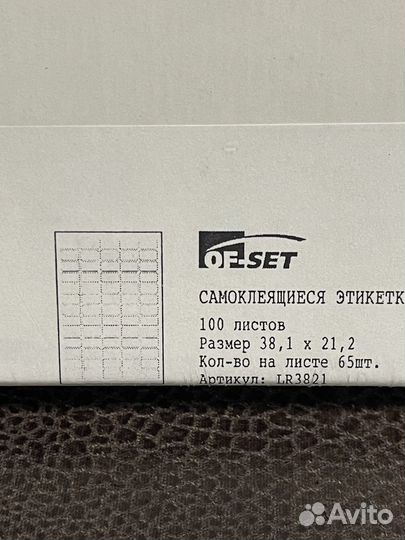 OF-SET
САМОКЛЕЯЩИЕСЯ ЭТИКЕТК
100 листов
Размер 38,1 х 21,2
Кол-во на листе 65шт.
Артикул: LR3821
Avito